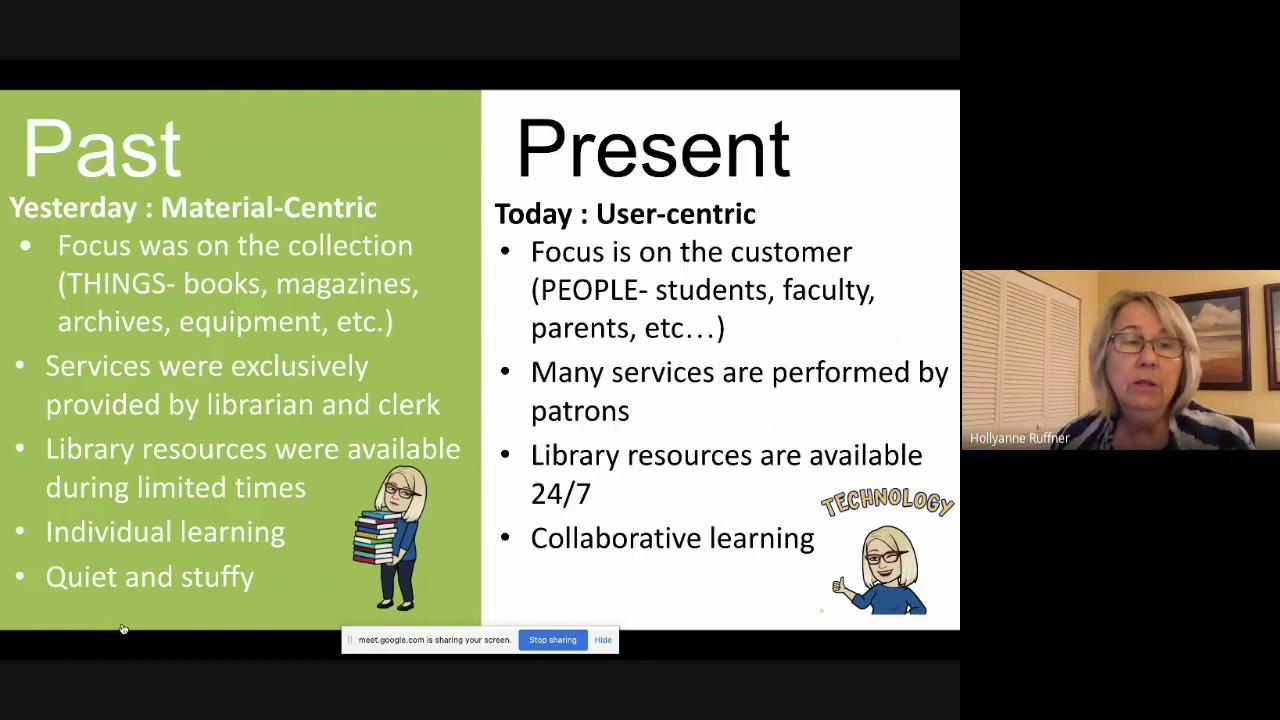 Past
Yesterday : Material-Centric
• Focus was on the collection
(THINGS- books, magazines,
archives, equipment, etc.)
• Services were exclusively
provided by librarian and clerk
• Library resources were available
during limited times
• Individual learning
• Quiet and stuffy
Present
Today : User-centric
• Focus is on the customer
(PEOPLE- students, faculty,
parents, etc...)
• Many services are performed by
patrons
• Library resources are available
24/7
• Collaborative learning
TECHNOLOGY
meet.google.com is sharing your screen. Stop sharing Hide
Hollyanne Ruffner